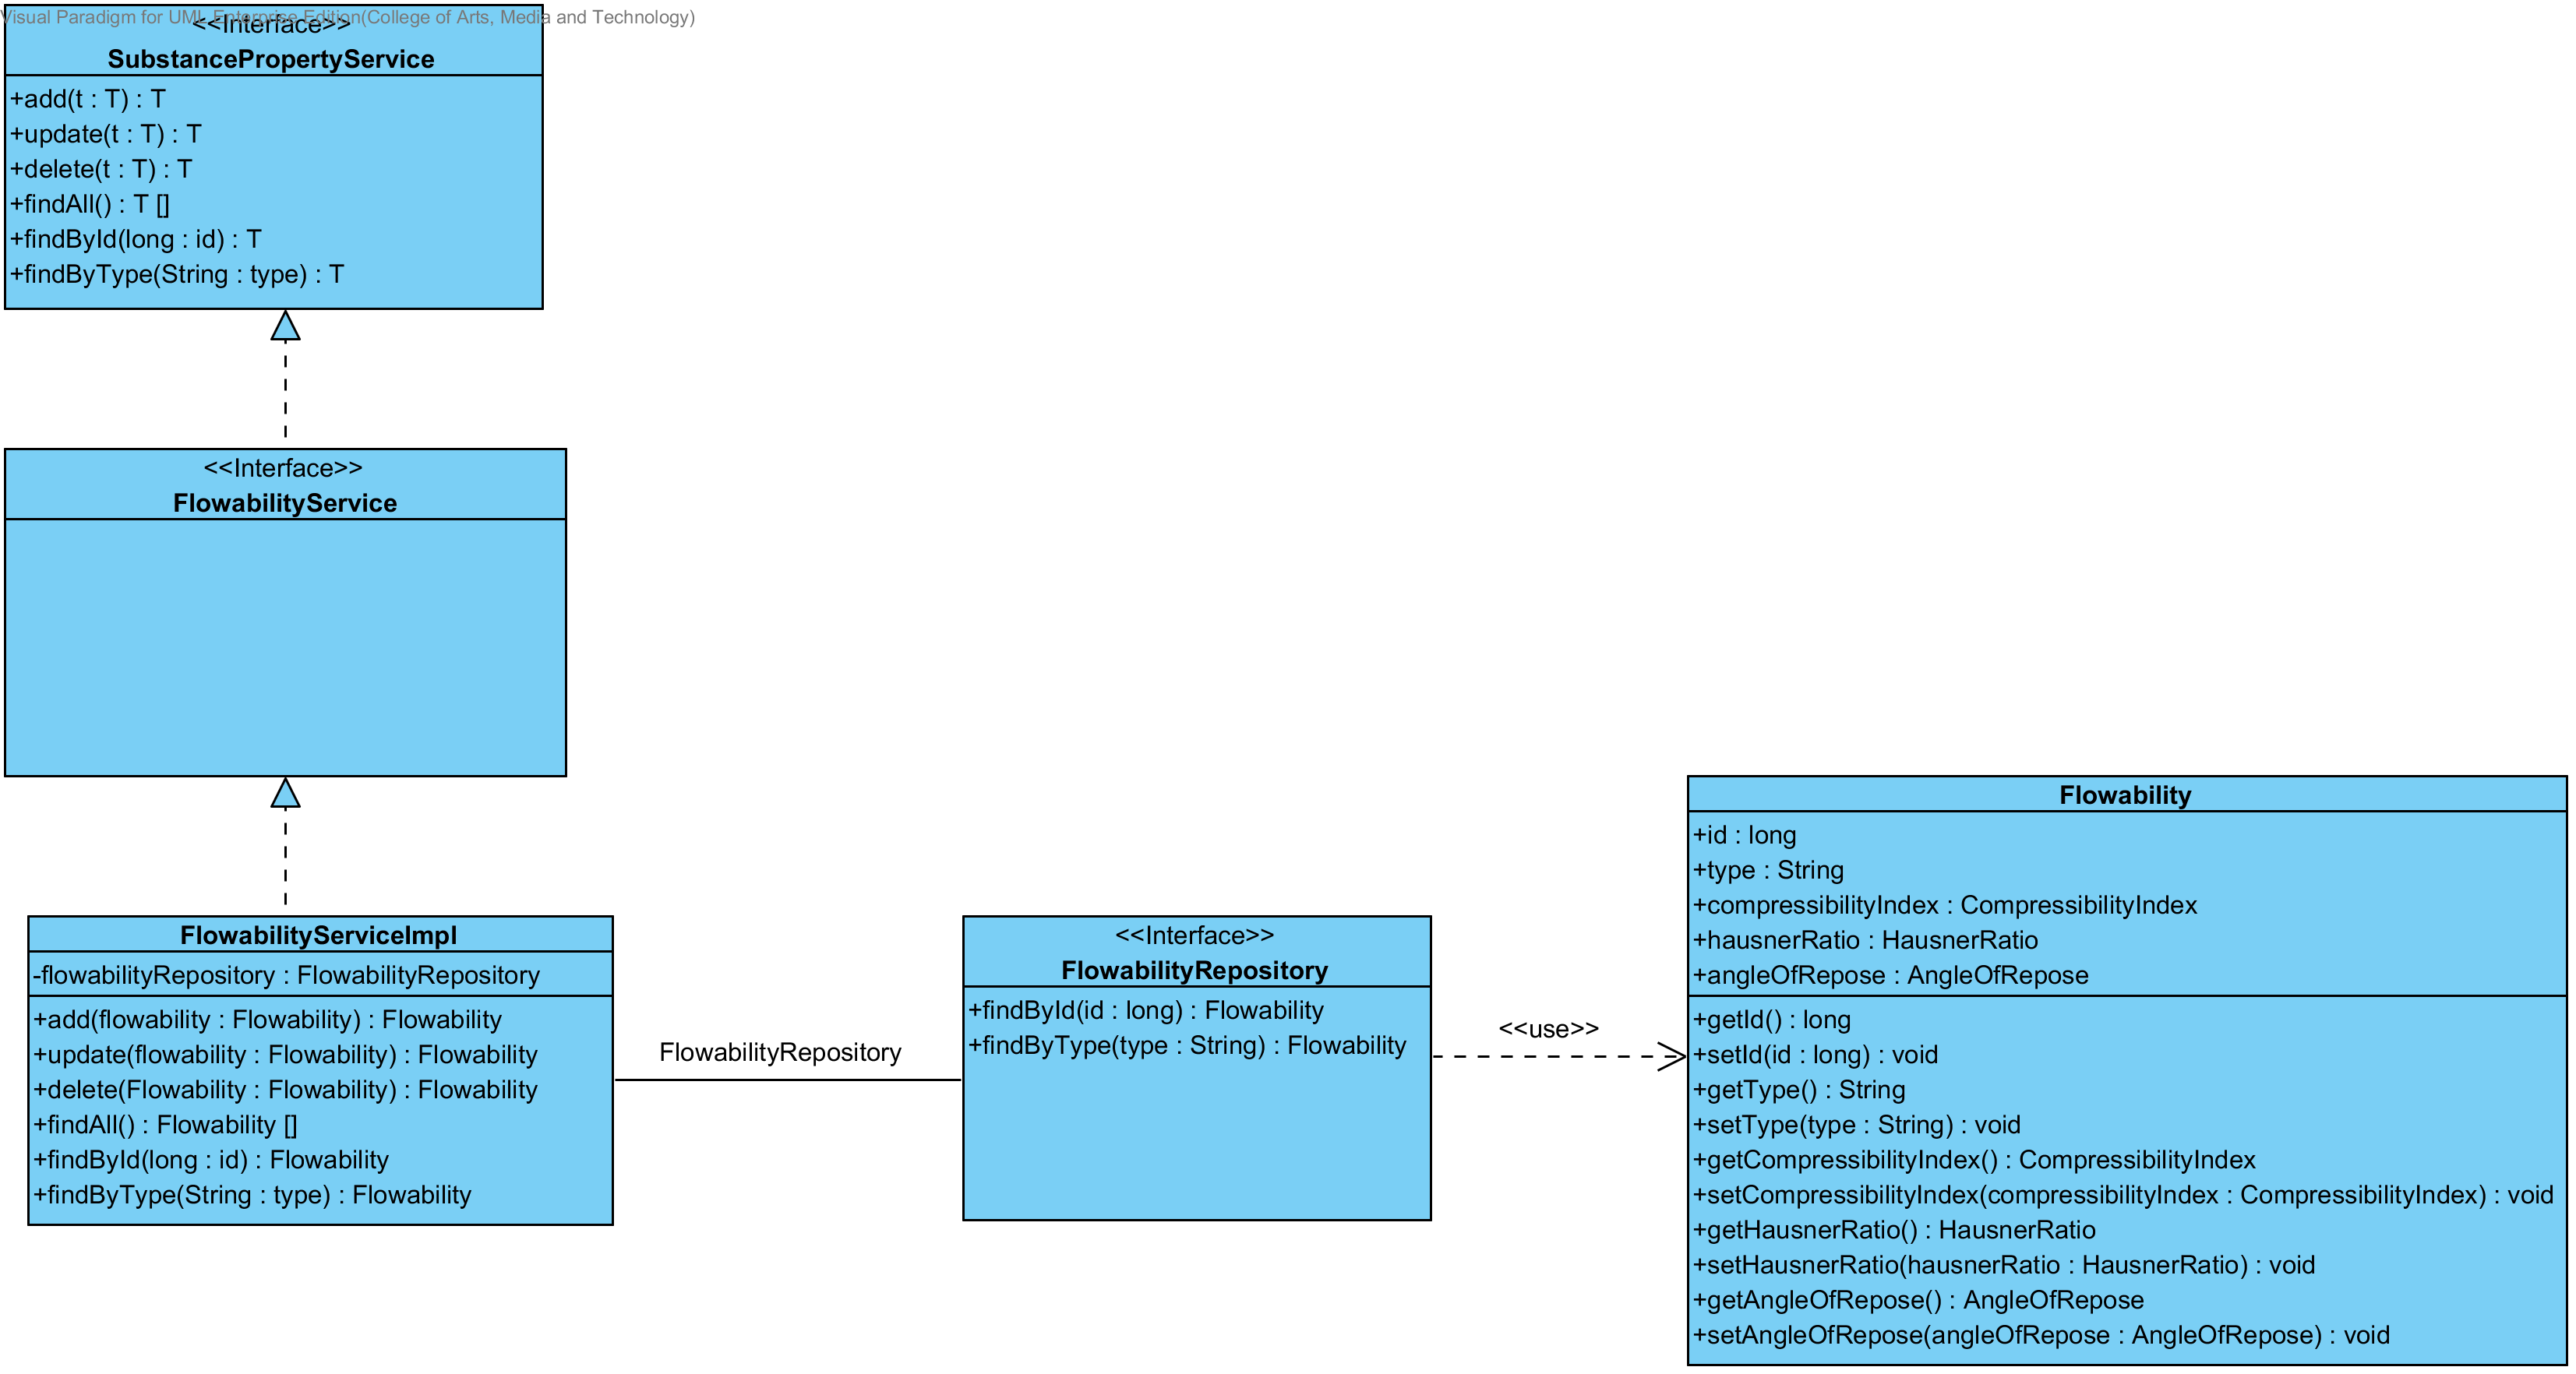 Visual Paradigm for UML Enterprise Edition(College of Arts, Media and Technology)
<<Interface>>
SubstancePropertyService
+add(t : T) : T
+update(t : T) : T
+delete(t : T) : T
+findAll() : T []
+findById(long : id) : T
+findByType(String : type) : T
<<Interface>>
FlowabilityService
FlowabilityServiceImpl
-flowabilityRepository : FlowabilityRepository
+add(flowability : Flowability) : Flowability
+update(flowability : Flowability) : Flowability
+delete(Flowability : Flowability) : Flowability
+findAll() : Flowability []
+findById(long : id) : Flowability
+findByType(String : type) : Flowability
FlowabilityRepository
<<Interface>>
FlowabilityRepository
+findById(id : long) : Flowability
+findByType(type : String) : Flowability
<<use>>
Flowability
+id : long
+type : String
+compressibilityIndex : CompressibilityIndex
+hausnerRatio : HausnerRatio
+angleOfRepose : AngleOfRepose
+getId() : long
+setId(id : long) : void
+getType() : String
+setType(type : String) : void
+getCompressibilityIndex() : CompressibilityIndex
+setCompressibilityIndex(compressibilityIndex : CompressibilityIndex) : void
+getHausnerRatio() : HausnerRatio
+setHausnerRatio(hausnerRatio : HausnerRatio) : void
+getAngleOfRepose() : AngleOfRepose
+setAngleOfRepose(angleOfRepose : AngleOfRepose) : void